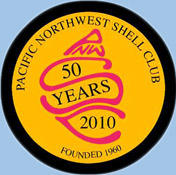 PACIFIC NORTHWEST SHELL CLUB
PNW
50
YEARS
2010
FOUNDED 1960